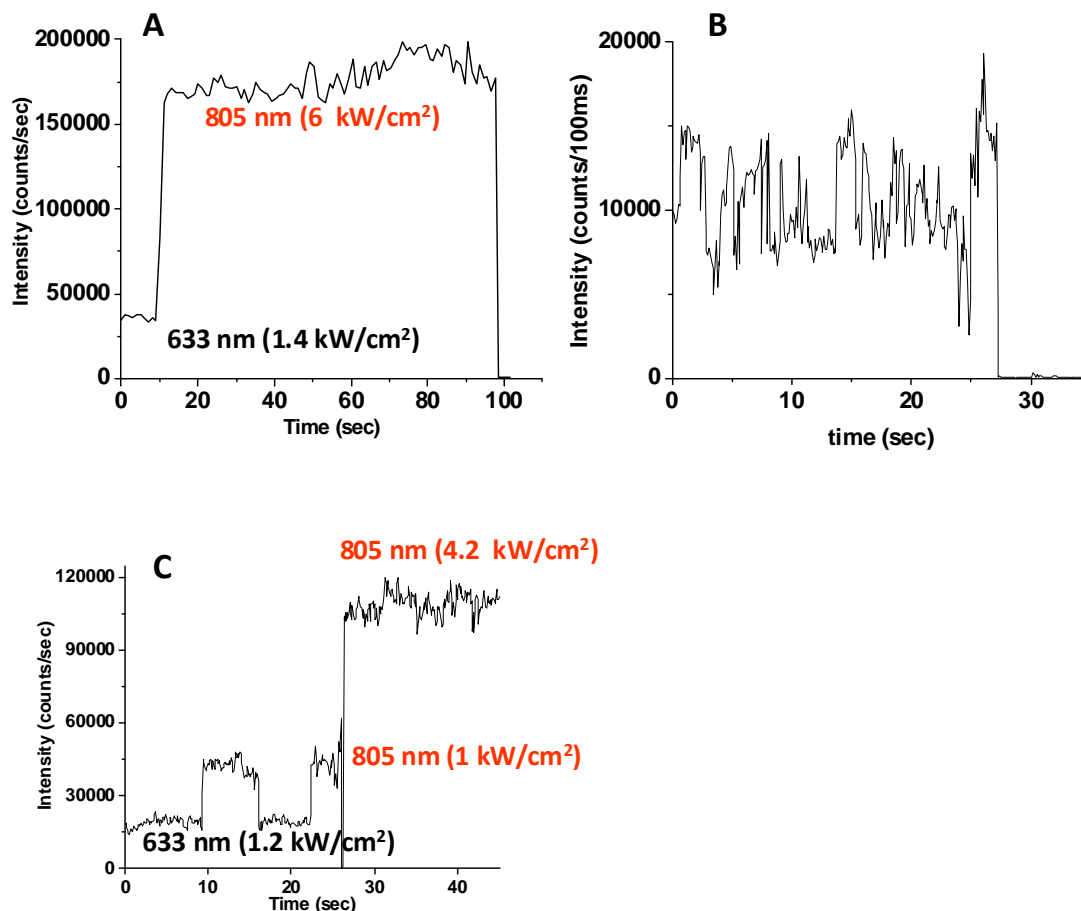 A
200000
150000
100000
50000
0
Intensity (counts/sec)
805 nm (6 kW/cm²)
633 nm (1.4 kW/cm²)
0 20 40 60 80 100
Time (sec)
B
20000
10000
0
Intensity (counts/100ms)
0 10 20 30
time (sec)
C
805 nm (4.2 kW/cm²)
120000
90000
60000
30000
0
Intensity (counts/sec)
805 nm (1 kW/cm²)
633 nm (1.2 kW/cm²)
0 10 20 30 40
Time (sec)